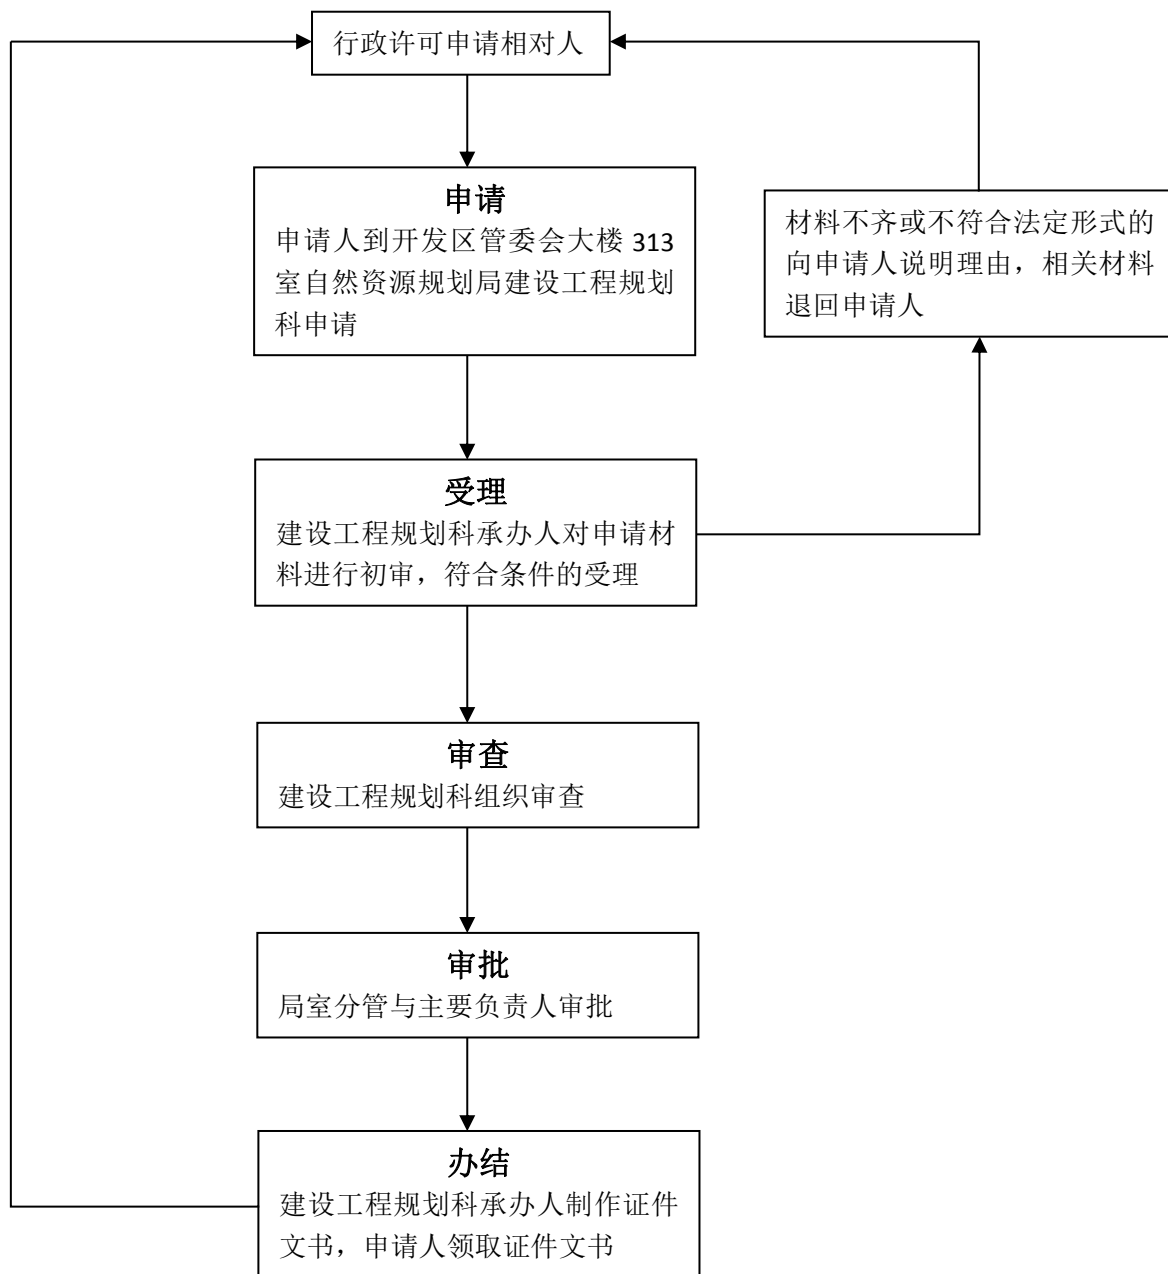 行政许可申请相对人
申请
申请人到开发区管委会大楼 313
室自然资源规划局建设工程规划
科申请
材料不齐或不符合法定形式的
向申请人说明理由，相关材料
退回申请人
受理
建设工程规划科承办人对申请材
料进行初审，符合条件的受理
审查
建设工程规划科组织审查
审批
局室分管与主要负责人审批
办结
建设工程规划科承办人制作证件
文书，申请人领取证件文书